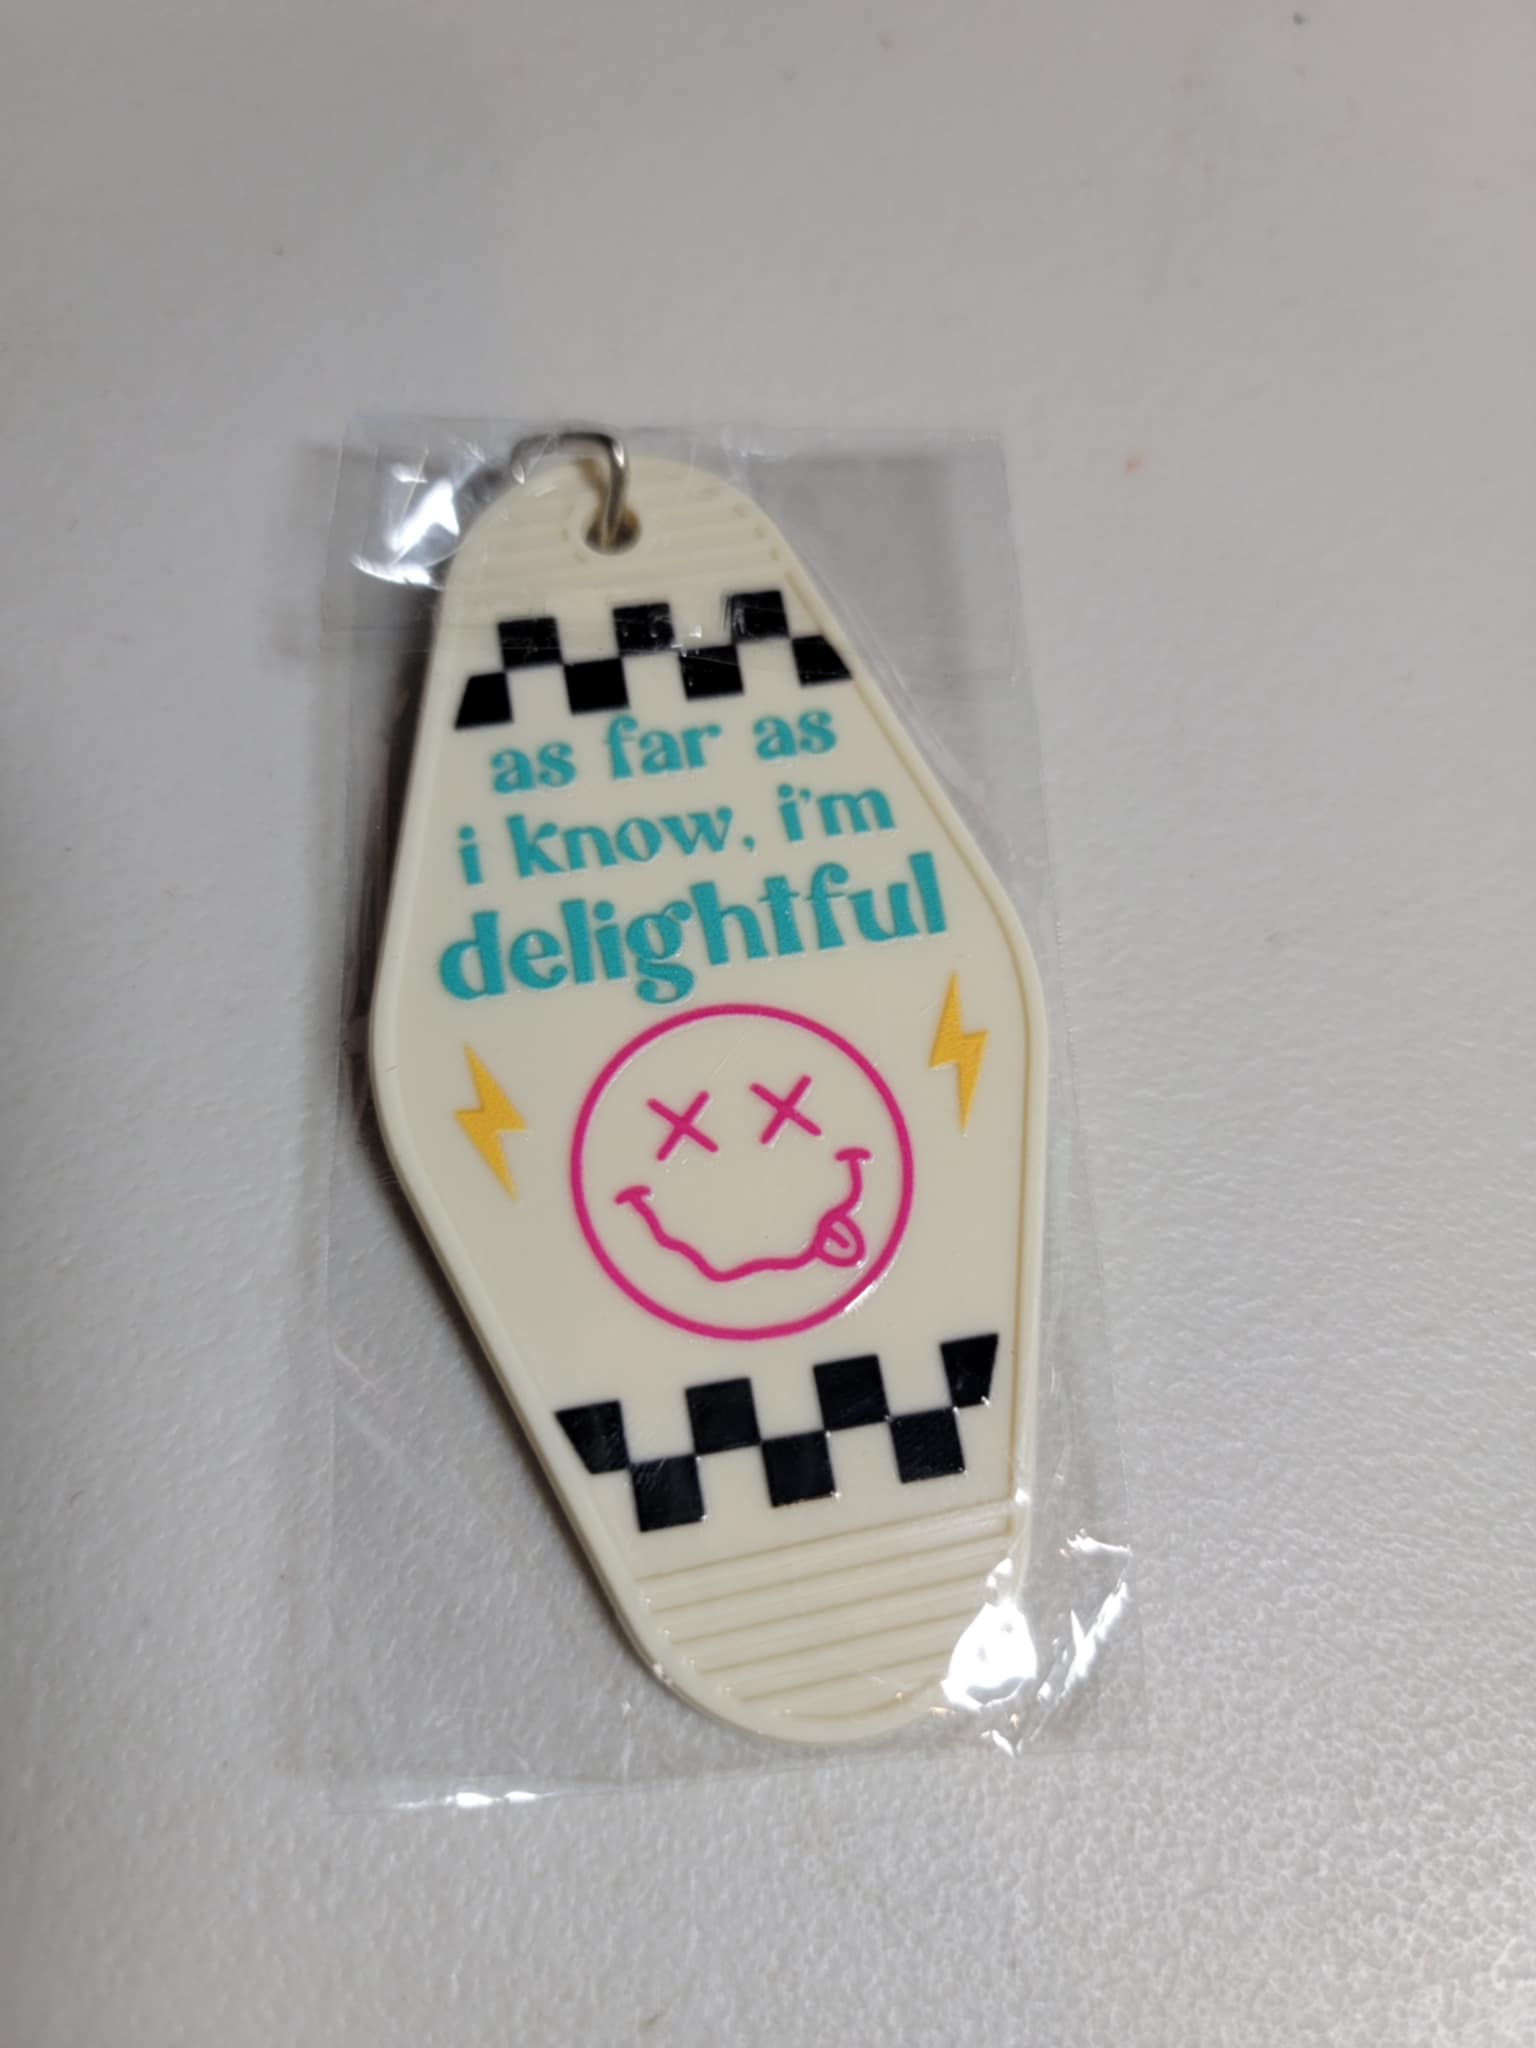 as far as
i know, i'm
delightful